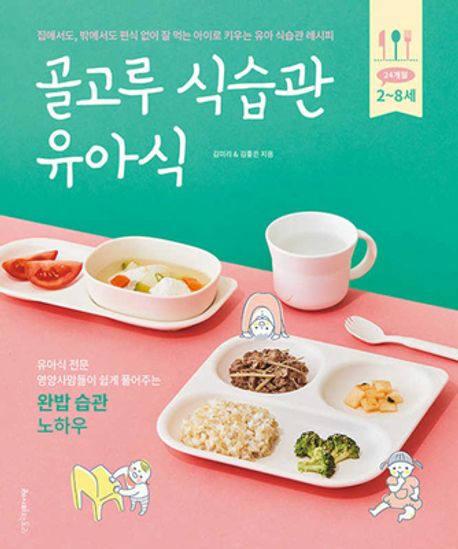 집에서도, 밖에서도 편식 없이 잘 먹는 아이로 키우는 유아 식습관 레시피
골고루 식습관
유아식
김미리 & 김좋은 지음
24개월
2~8세
유아식 전문
영양사맘들이 쉽게 풀어주는
완밥 습관
노하우